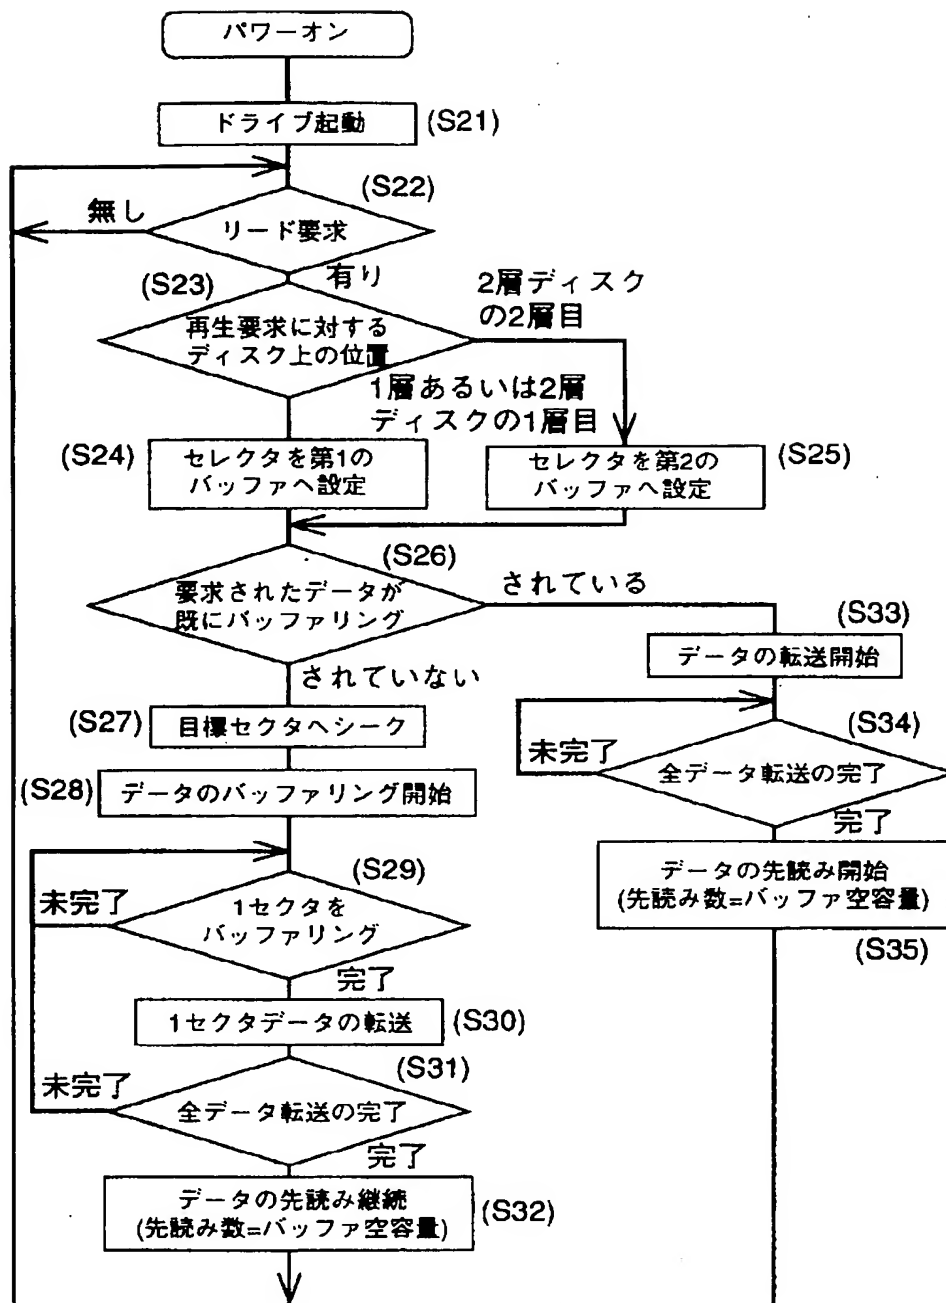 パワーオン
ドライブ起動
(S21)
(S22)
無し
リード要求
有り
(S23)
再生要求に対する
ディスク上の位置
2層ディスク
の2層目
1層あるいは2層
ディスクの1層目
(S24)
セレクタを第1の
バッファへ設定
セレクタを第2の
バッファへ設定
(S25)
(S26)
要求されたデータが
既にバッファリング
されている
されていない
(S33)
データの転送開始
(S27)
目標セクタへシーク
(S34)
未完了
全データ転送の完了
完了
(S28)
データのバッファリング開始
データの先読み開始
(先読み数=バッファ空容量)
(S35)
(S29)
未完了
1セクタを
バッファリング
完了
1セクタデータの転送
(S30)
(S31)
未完了
全データ転送の完了
完了
データの先読み継続
(先読み数=バッファ空容量)
(S32)